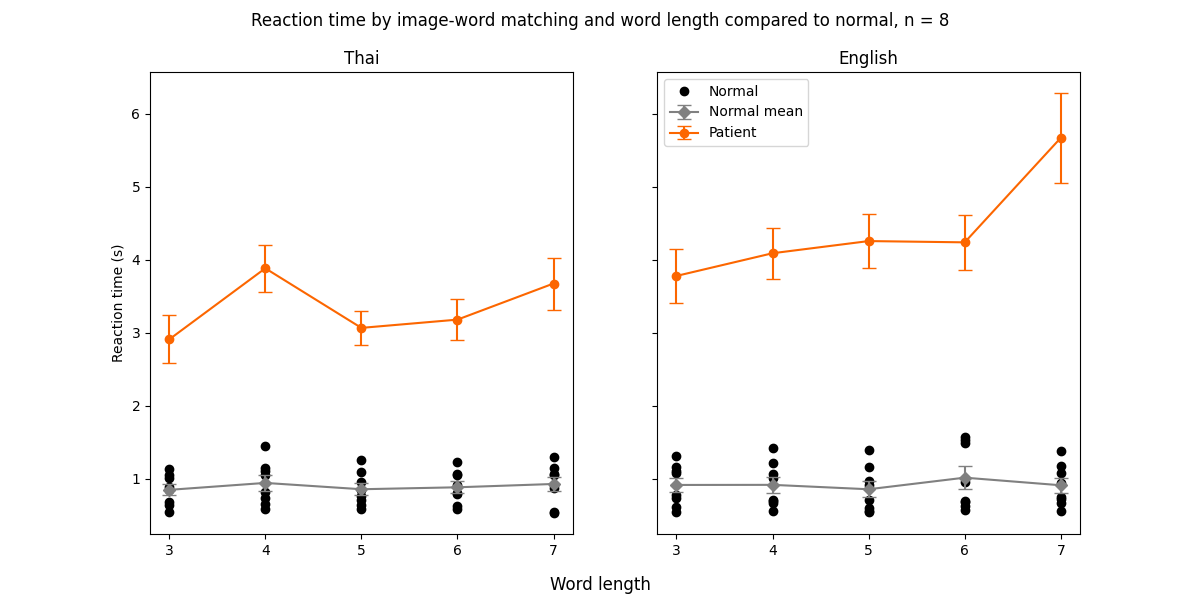 Reaction time by image-word matching and word length compared to normal, n = 8
Thai
English
Reaction time (s)
6
5
4
3
2
1
3 4 5 6 7
Normal
Normal mean
Patient
3 4 5 6 7
Word length